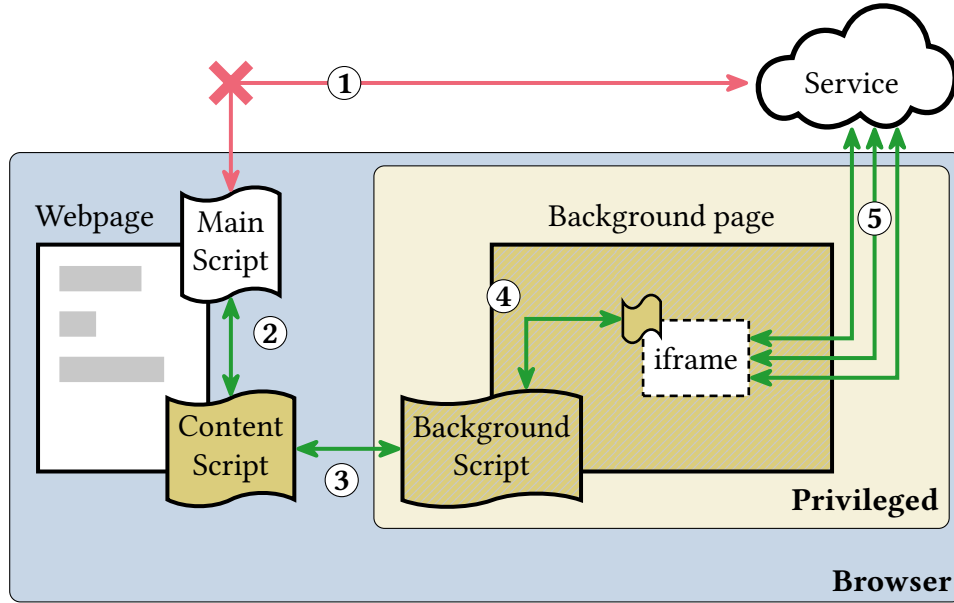 Service
1
Webpage
Main
Script
Background page
5
4
2
iframe
Content
Script
Background
Script
3
Privileged
Browser